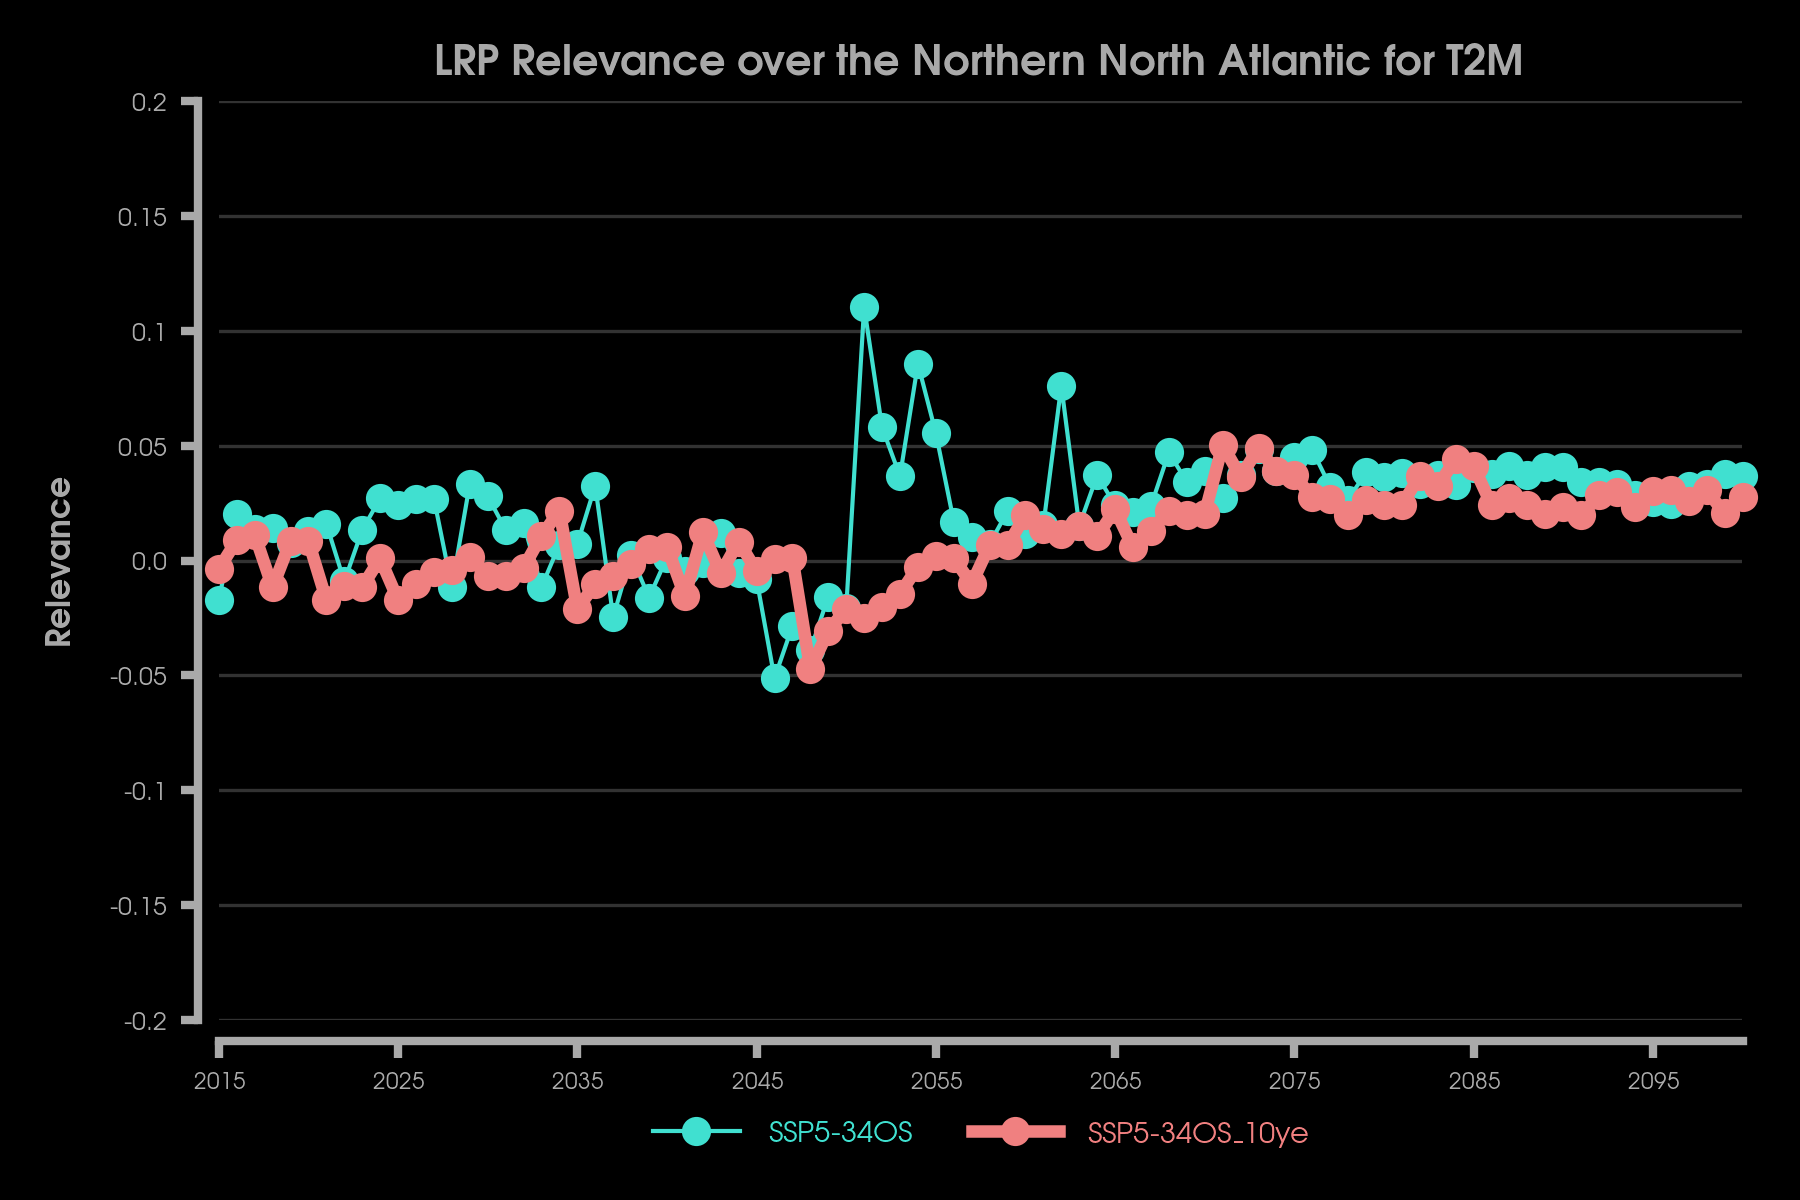 LRP Relevance over the Northern North Atlantic for T2M
Relevance
0.2
0.15
0.1
0.05
0.0
-0.05
-0.1
-0.15
-0.2
2015 2025 2035 2045 2055 2065 2075 2085 2095
SSP5-34OS SSP5-34OS_10ye